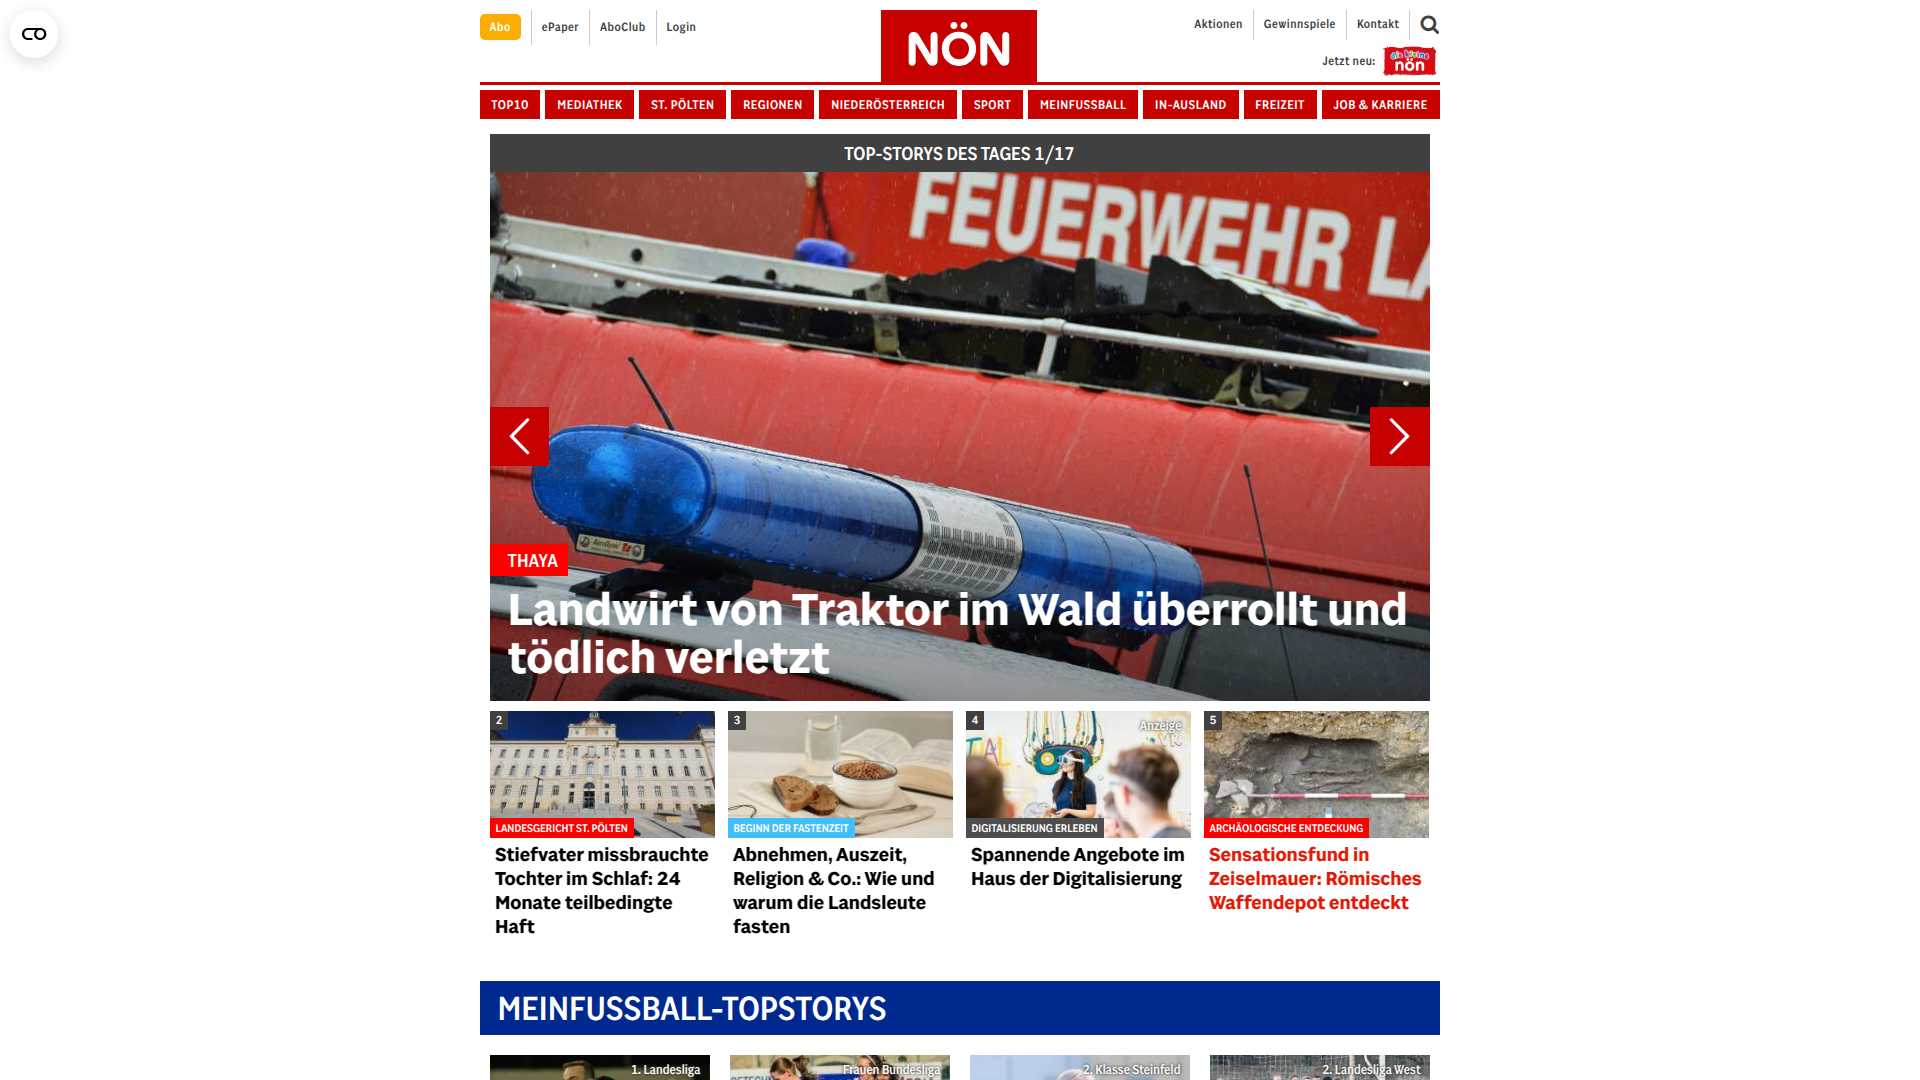 Abo
ePaper
AboClub
Login
NÖN
Aktionen
Gewinnspiele
Kontakt
Jetzt neu:
die kleine
nön
TOP10
MEDIATHEK
ST. PÖLTEN
REGIONEN
NIEDERÖSTERREICH
SPORT
MEINFUSSBALL
IN-AUSLAND
FREIZEIT
JOB & KARRIERE
TOP-STORYS DES TAGES 1/17
FEUERWEHR LA
THAYA
Landwirt von Traktor im Wald überrollt und
tödlich verletzt
2
LANDESGERICHT ST. PÖLTEN
Stiefvater missbrauchte
Tochter im Schlaf: 24
Monate teilbedingte
Haft
3
BEGINN DER FASTENZEIT
Abnehmen, Auszeit,
Religion & Co.: Wie und
warum die Landsleute
fasten
4
Anzeige
DIGITALISIERUNG ERLEBEN
Spannende Angebote im
Haus der Digitalisierung
5
ARCHÄOLOGISCHE ENTDECKUNG
Sensationsfund in
Zeiselmauer: Römisches
Waffendepot entdeckt
MEINFUSSBALL-TOPSTORYS
1. Landesliga
Frauen Bundesliga
2. Klasse Steinfeld
2. Landesliga West